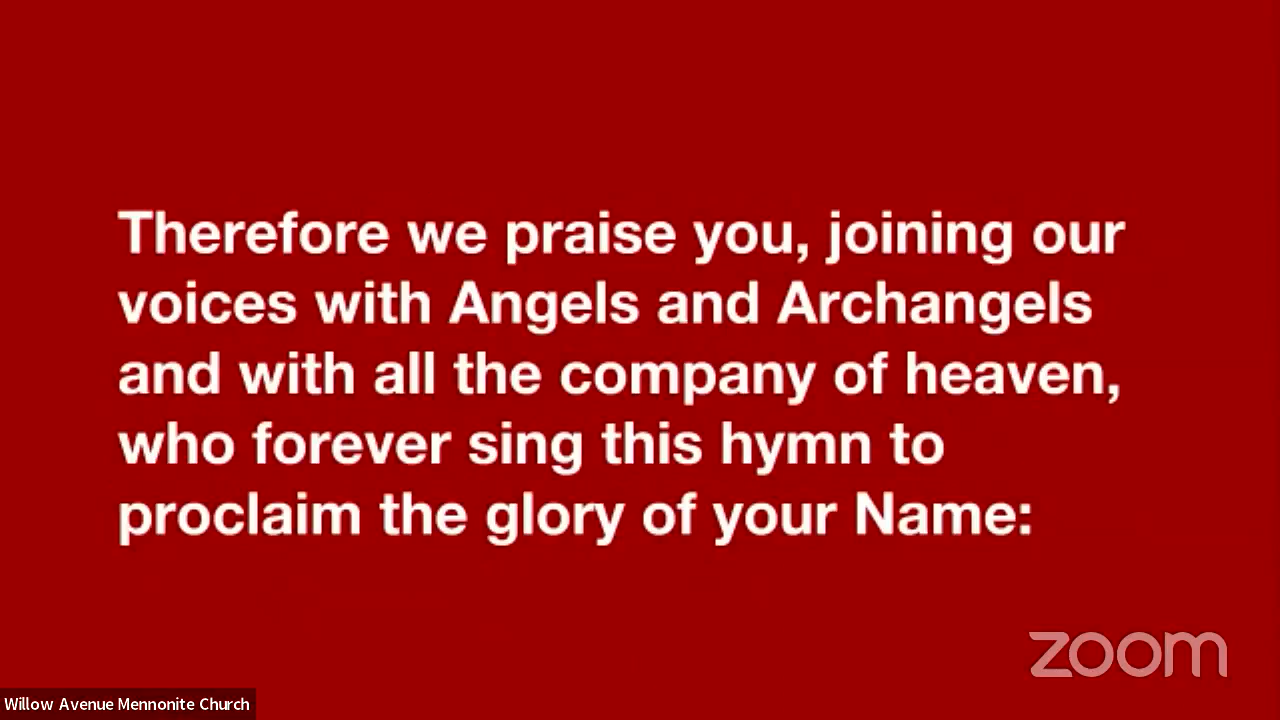 Therefore we praise you, joining our
voices with Angels and Archangels
and with all the company of heaven,
who forever sing this hymn to
proclaim the glory of your Name:
zoom
Willow Avenue Mennonite Church